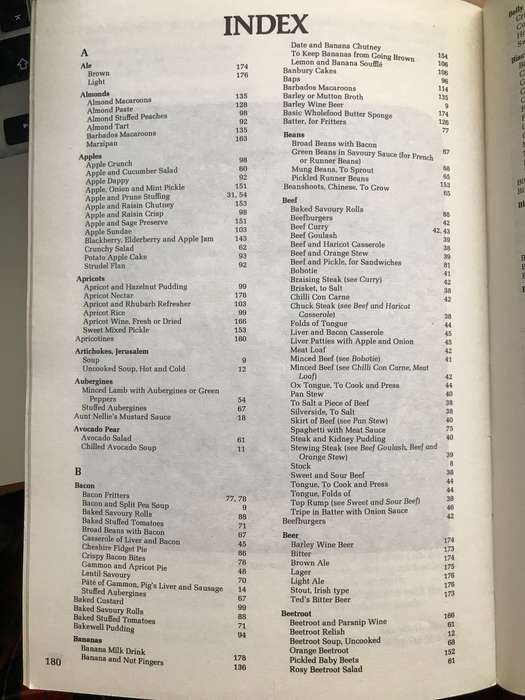 INDEX
A
Ale
Brown 174
Light 176
Almonds
Almond Macaroons 135
Almond Paste 128
Almond Stuffed Peaches 98
Almond Tart 92
Barbados Macaroons 135
Marzipan 163
Apples
Apple Crunch 98
Apple and Cucumber Salad 60
Apple Dappy 92
Apple, Onion and Mint Pickle 151
Apple and Prune Stuffing 31, 54
Apple and Raisin Chutney 153
Apple and Raisin Crisp 98
Apple and Sage Preserve 151
Apple Sundae 103
Blackberry, Elderberry and Apple Jam 143
Crunchy Salad 62
Potato Apple Cake 93
Strudel Flan 92
Apricots
Apricot and Hazelnut Pudding 99
Apricot Nectar 178
Apricot and Rhubarb Refresher 103
Apricot Rice 99
Apricot Wine, Fresh or Dried 166
Sweet Mixed Pickle 153
Apricotines 160
Artichokes, Jerusalem
Soup 9
Uncooked Soup, Hot and Cold 12
Aubergines
Minced Lamb with Aubergines or Green
Peppers 54
Stuffed Aubergines 67
Aunt Nellie's Mustard Sauce 18
Avocado Pear
Avocado Salad 61
Chilled Avocado Soup 11
B
Bacon
Bacon Fritters 77, 78
Bacon and Split Pea Soup 9
Baked Savoury Rolls 88
Baked Stuffed Tomatoes 71
Broad Beans with Bacon 67
Casserole of Liver and Bacon 45
Cheshire Fidget Pie 86
Crispy Bacon Bites 78
Gammon and Apricot Pie 48
Lentil Savoury 70
Pâté of Gammon, Pig's Liver and Sausage 14
Stuffed Aubergines 67
Baked Custard 99
Baked Savoury Rolls 88
Baked Stuffed Tomatoes 71
Bakewell Pudding 94
Bananas
Banana Milk Drink 178
Banana and Nut Fingers 136
180
Date and Banana Chutney 154
To Keep Bananas from Going Brown 106
Lemon and Banana Soufflé 106
Banbury Cakes 96
Baps 114
Barbados Macaroons 135
Barley or Mutton Broth 9
Barley Wine Beer 174
Basic Wholefood Butter Sponge 128
Batter, for Fritters 77
Beans
Broad Beans with Bacon 67
Green Beans in Savoury Sauce (for French
or Runner Beans) 68
Mung Beans, To Sprout 65
Pickled Runner Beans 153
Beanshoots, Chinese, To Grow 65
Beef
Baked Savoury Rolls 88
Beefburgers 42
Beef Curry 42, 43
Beef Goulash 39
Beef and Haricot Casserole 38
Beef and Orange Stew 39
Beef and Pickle, for Sandwiches 81
Bobotie 41
Braising Steak (see Curry) 42
Brisket, to Salt 38
Chilli Con Carne 42
Chuck Steak (see Beef and Haricot
Casserole) 38
Folds of Tongue 44
Liver and Bacon Casserole 45
Liver Patties with Apple and Onion 45
Meat Loaf 42
Minced Beef (see Bobotie) 41
Minced Beef (see Chilli Con Carne, Meat
Loaf) 42
Ox Tongue, To Cook and Press 44
Pan Stew 40
To Salt a Piece of Beef 38
Silverside, To Salt 38
Skirt of Beef (see Pan Stew) 40
Spaghetti with Meat Sauce 75
Steak and Kidney Pudding 40
Stewing Steak (see Beef Goulash, Beef and
Orange Stew) 39
Stock 8
Sweet and Sour Beef 38
Tongue, To Cook and Press 44
Tongue, Folds of 44
Top Rump (see Sweet and Sour Beef) 38
Tripe in Batter with Onion Sauce 46
Beefburgers 42
Beer
Barley Wine Beer 174
Bitter 173
Brown Ale 174
Lager 175
Light Ale 176
Stout, Irish type 176
Ted's Bitter Beer 173
Beetroot
Beetroot and Parsnip Wine 166
Beetroot Relish 61
Beetroot Soup, Uncooked 12
Orange Beetroot 68
Pickled Baby Beets 152
Rosy Beetroot Salad 61